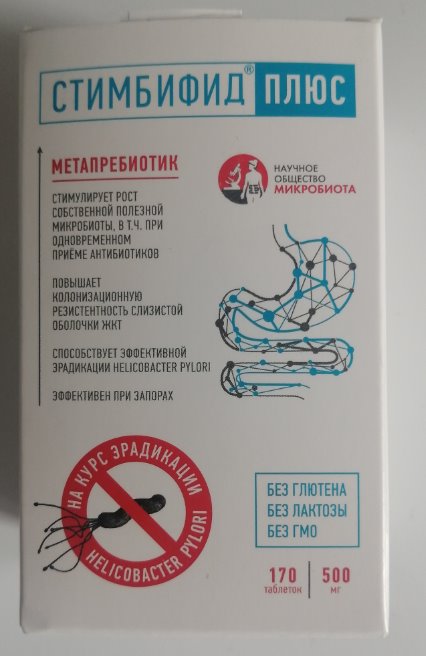 СТИМБИФИД® ПЛЮС
МЕТАПРЕБИОТИК
СТИМУЛИРУЕТ РОСТ
СОБСТВЕННОЙ ПОЛЕЗНОЙ
МИКРОБИОТЫ, В Т.Ч. ПРИ
ОДНОВРЕМЕННОМ
ПРИЁМЕ АНТИБИОТИКОВ
ПОВЫШАЕТ
КОЛОНИЗАЦИОННУЮ
РЕЗИСТЕНТНОСТЬ СЛИЗИСТОЙ
ОБОЛОЧКИ ЖКТ
СПОСОБСТВУЕТ ЭФФЕКТИВНОЙ
ЭРАДИКАЦИИ HELICOBACTER PYLORI
ЭФФЕКТИВЕН ПРИ ЗАПОРАХ
НАУЧНОЕ
ОБЩЕСТВО
МИКРОБИОТА
НА КУРС ЭРАДИКАЦИИ
HELICOBACTER PYLORI
БЕЗ ГЛЮТЕНА
БЕЗ ЛАКТОЗЫ
БЕЗ ГМО
170 500
таблеток мг